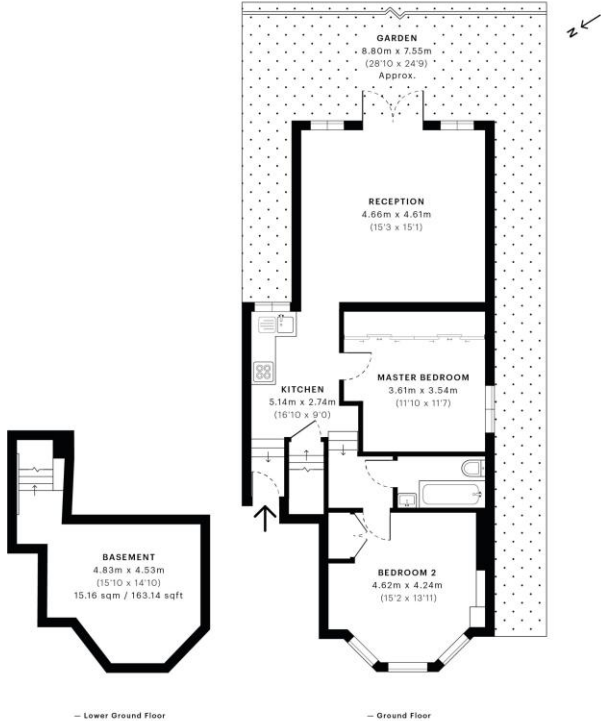 GARDEN
8.80m x 7.55m
(28'10 x 24'9)
Approx.
N
RECEPTION
4.66m x 4.61m
(15'3 x 15'1)
MASTER BEDROOM
3.61m x 3.54m
(11'10 x 11'7)
KITCHEN
5.14m x 2.74m
(16'10 x 9'0)
BASEMENT
4.83m x 4.53m
(15'10 x 14'10)
15.16 sqm / 163.14 sqft
BEDROOM 2
4.62m x 4.24m
(15'2 x 13'11)
— Lower Ground Floor
— Ground Floor